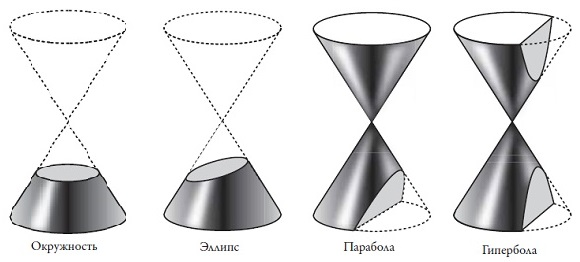 Окружность
Эллипс
Парабола
Гипербола